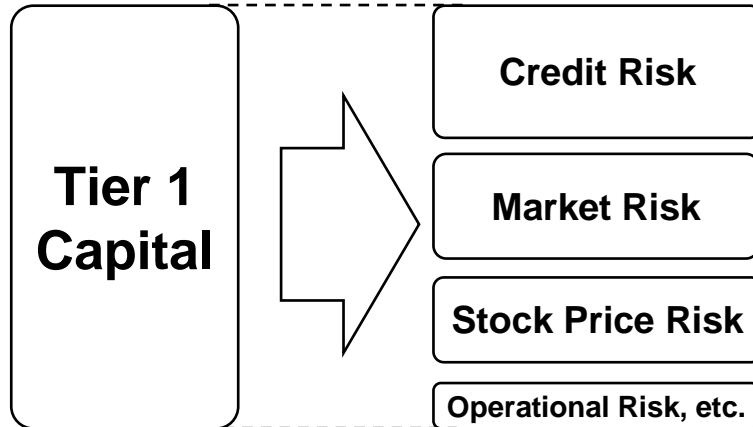 Tier 1
Capital
Credit Risk
Market Risk
Stock Price Risk
Operational Risk, etc.